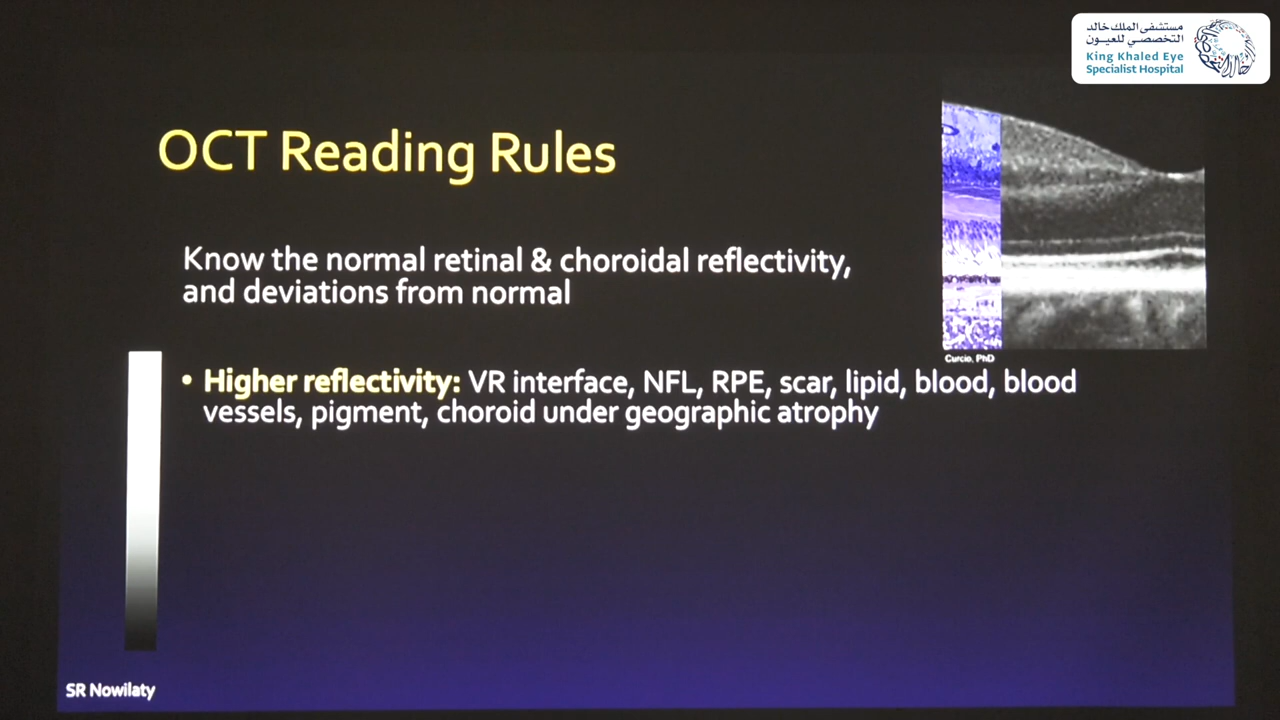 مستشفى الملك خالد
التخصصي للعيون
King Khaled Eye
Specialist Hospital
OCT Reading Rules
Know the normal retinal & choroidal reflectivity,
and deviations from normal
Curcio, PhD
• Higher reflectivity: VR interface, NFL, RPE, scar, lipid, blood, blood
vessels, pigment, choroid under geographic atrophy
SR Nowilaty